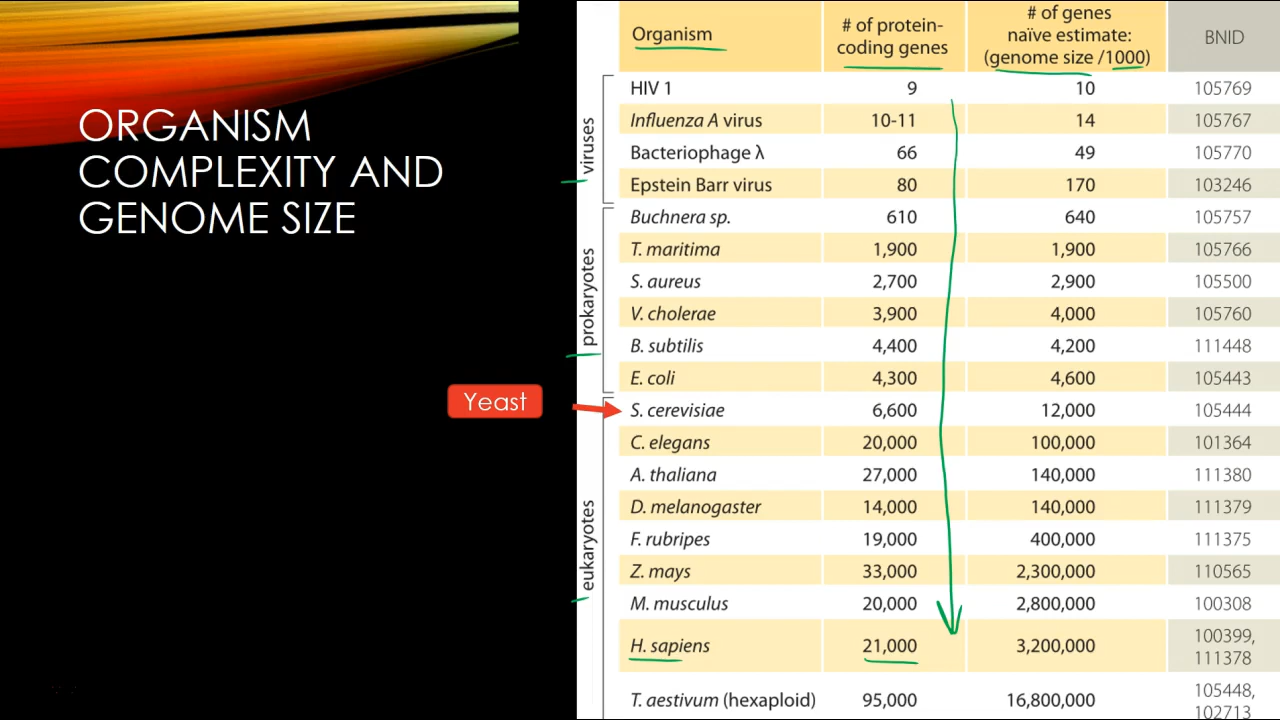 ORGANISM
COMPLEXITY AND
GENOME SIZE
Yeast
Organism # of protein-coding genes # of genes naïve estimate: (genome size /1000) BNID
viruses
HIV 1 9 10 105769
Influenza A virus 10-11 14 105767
Bacteriophage λ 66 49 105770
Epstein Barr virus 80 170 103246
prokaryotes
Buchnera sp. 610 640 105757
T. maritima 1,900 1,900 105766
S. aureus 2,700 2,900 105500
V. cholerae 3,900 4,000 105760
B. subtilis 4,400 4,200 111448
E. coli 4,300 4,600 105443
eukaryotes
S. cerevisiae 6,600 12,000 105444
C. elegans 20,000 100,000 101364
A. thaliana 27,000 140,000 111380
D. melanogaster 14,000 140,000 111379
F. rubripes 19,000 400,000 111375
Z. mays 33,000 2,300,000 110565
M. musculus 20,000 2,800,000 100308
H. sapiens 21,000 3,200,000 100399, 111378
T. aestivum (hexaploid) 95,000 16,800,000 105448, 102713